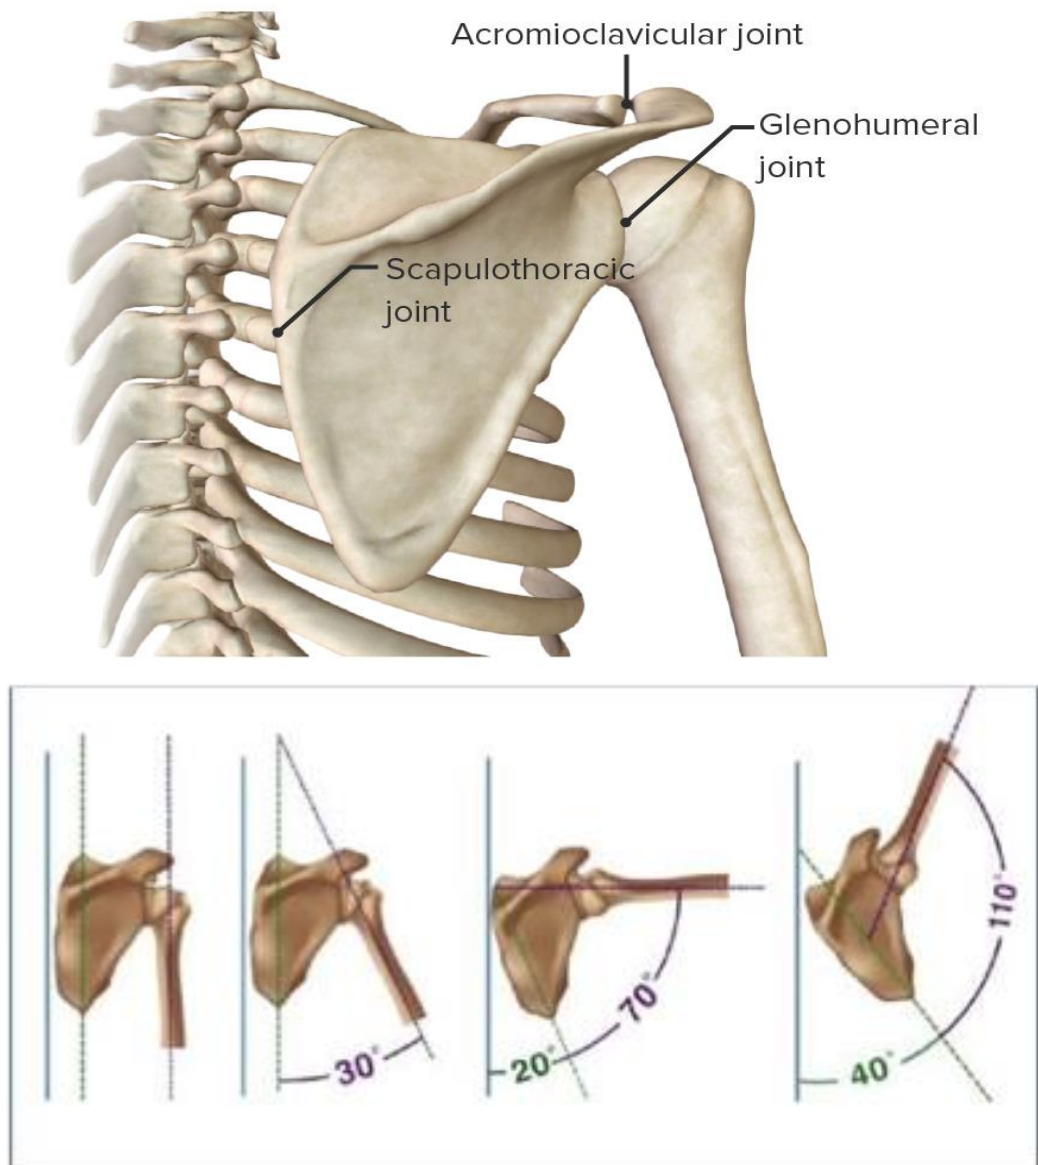 Acromioclavicular joint
Glenohumeral
joint
Scapulothoracic
joint
30°
20°
70°
40°
110°